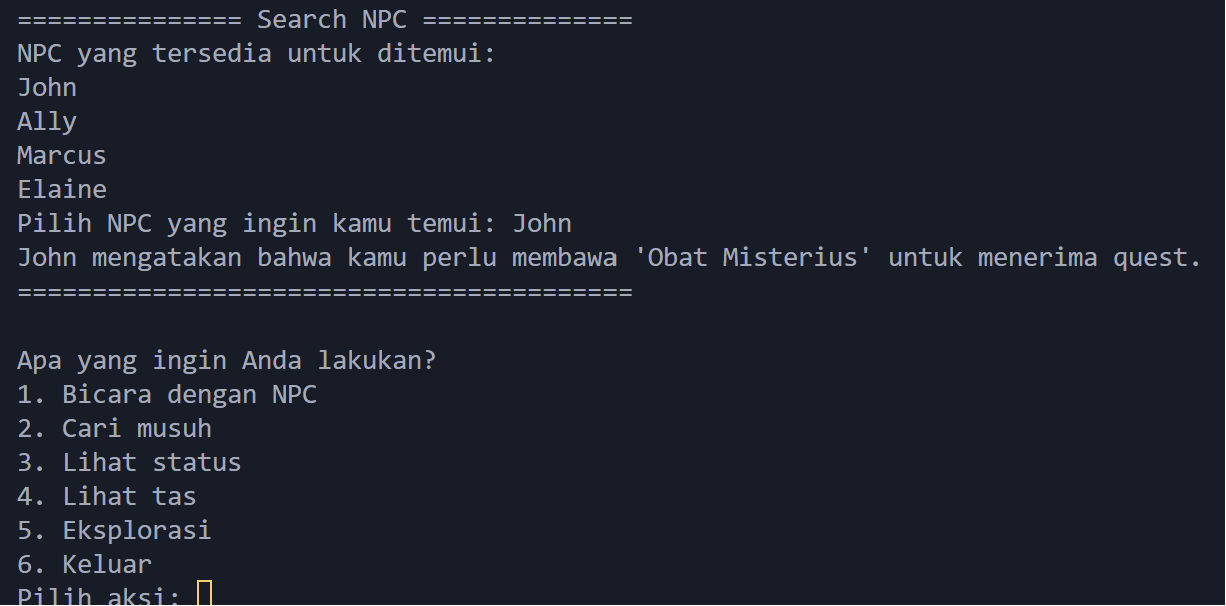 =============== Search NPC ==============
NPC yang tersedia untuk ditemui:
John
Ally
Marcus
Elaine
Pilih NPC yang ingin kamu temui: John
John mengatakan bahwa kamu perlu membawa 'Obat Misterius' untuk menerima quest.
=========================================
Apa yang ingin Anda lakukan?
1. Bicara dengan NPC
2. Cari musuh
3. Lihat status
4. Lihat tas
5. Eksplorasi
6. Keluar
Pilih aksi: